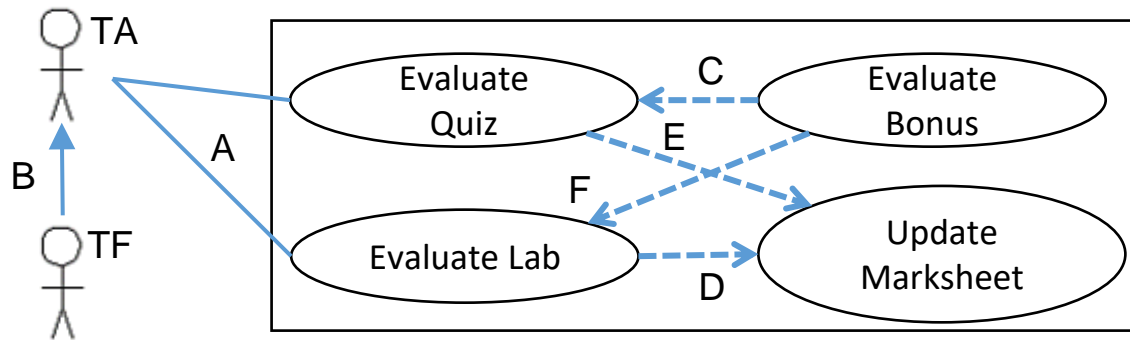 TA
Evaluate
Quiz
C
Evaluate
Bonus
A
E
B
F
TF
Evaluate Lab
D
Update
Marksheet